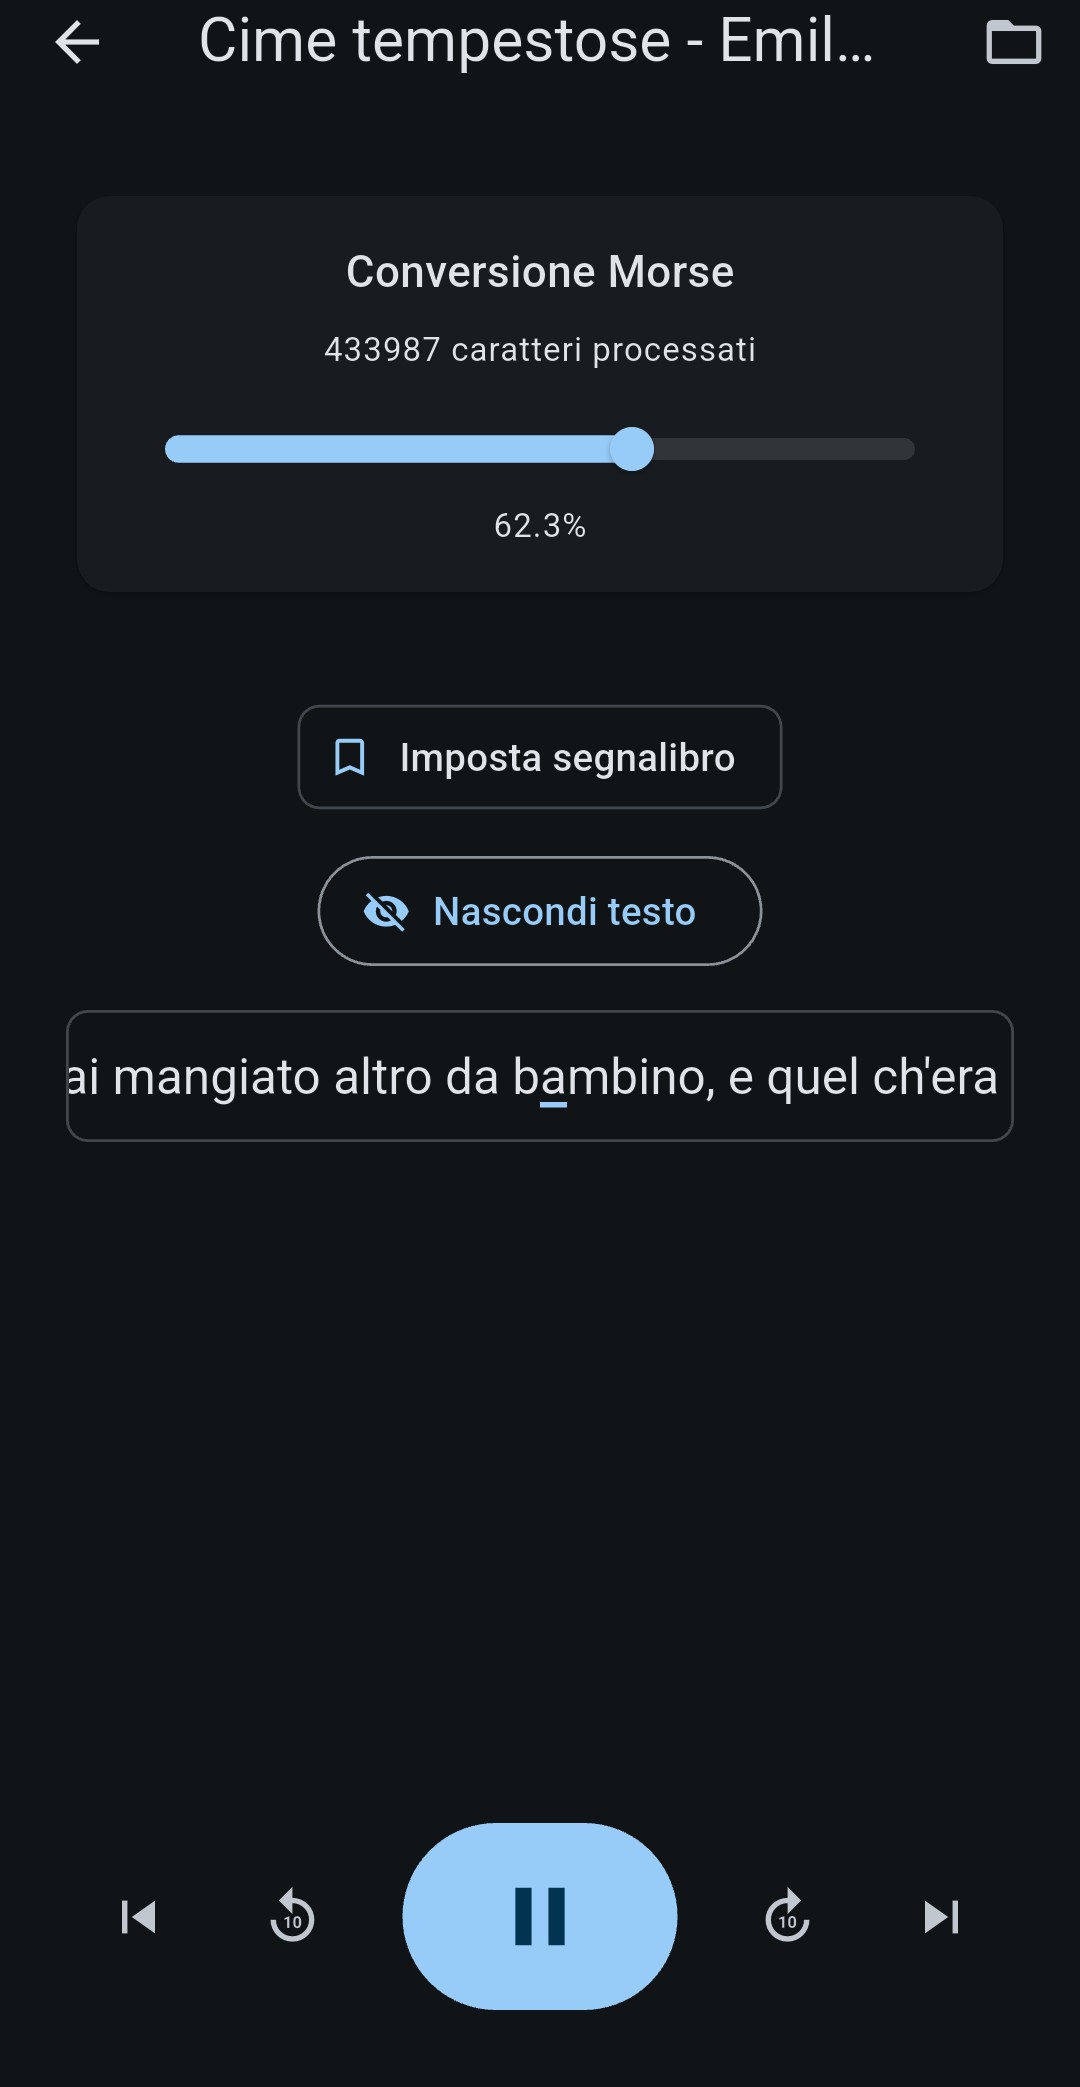 Cime tempestose - Emil...
Conversione Morse
433987 caratteri processati
62.3%
Imposta segnalibro
Nascondi testo
ai mangiato altro da bambino, e quel ch'era
10
10